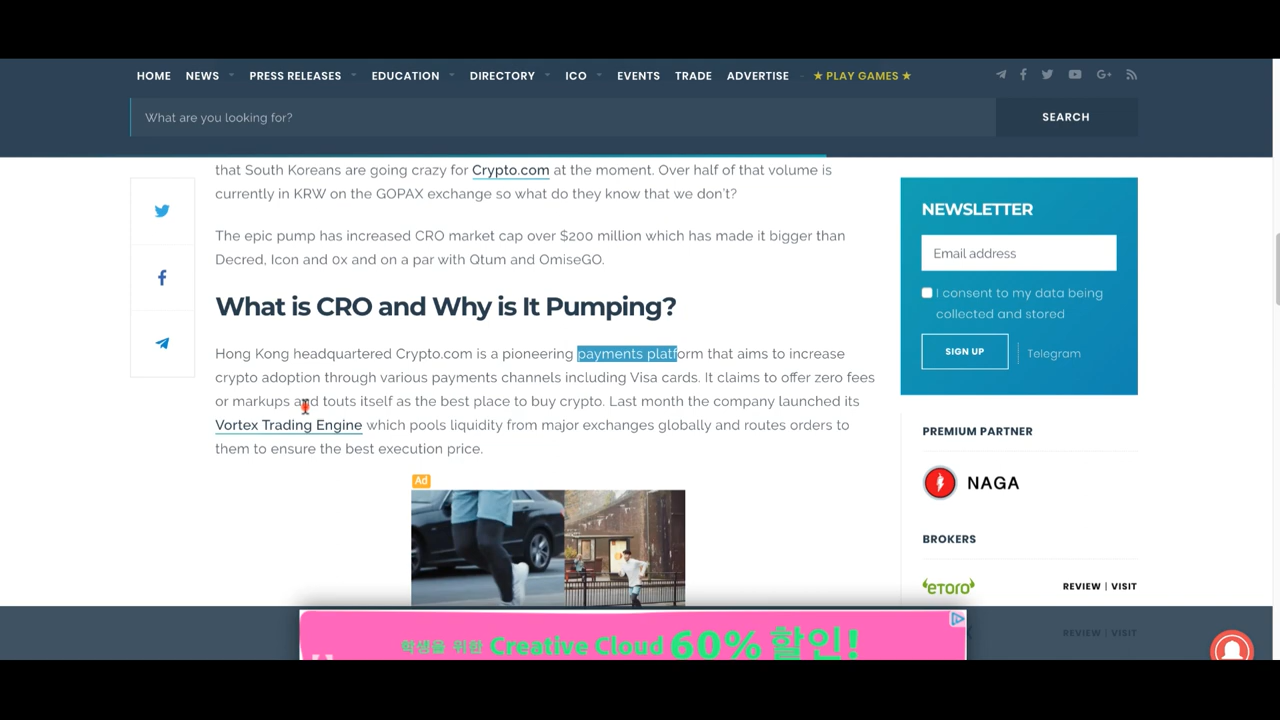 HOME NEWS PRESS RELEASES EDUCATION DIRECTORY ICO EVENTS TRADE ADVERTISE ★ PLAY GAMES ★
What are you looking for?
SEARCH
that South Koreans are going crazy for Crypto.com at the moment. Over half of that volume is
currently in KRW on the GOPAX exchange so what do they know that we don't?
The epic pump has increased CRO market cap over $200 million which has made it bigger than
Decred, Icon and 0x and on a par with Qtum and OmiseGO.
What is CRO and Why is It Pumping?
Hong Kong headquartered Crypto.com is a pioneering payments platform that aims to increase
crypto adoption through various payments channels including Visa cards. It claims to offer zero fees
or markups and touts itself as the best place to buy crypto. Last month the company launched its
Vortex Trading Engine which pools liquidity from major exchanges globally and routes orders to
them to ensure the best execution price.
Ad
NEWSLETTER
Email address
I consent to my data being
collected and stored
SIGN UP
Telegram
PREMIUM PARTNER
NAGA
BROKERS
eToro
REVIEW | VISIT
REVIEW | VISIT
학생을 위한 Creative Cloud 60% 할인!